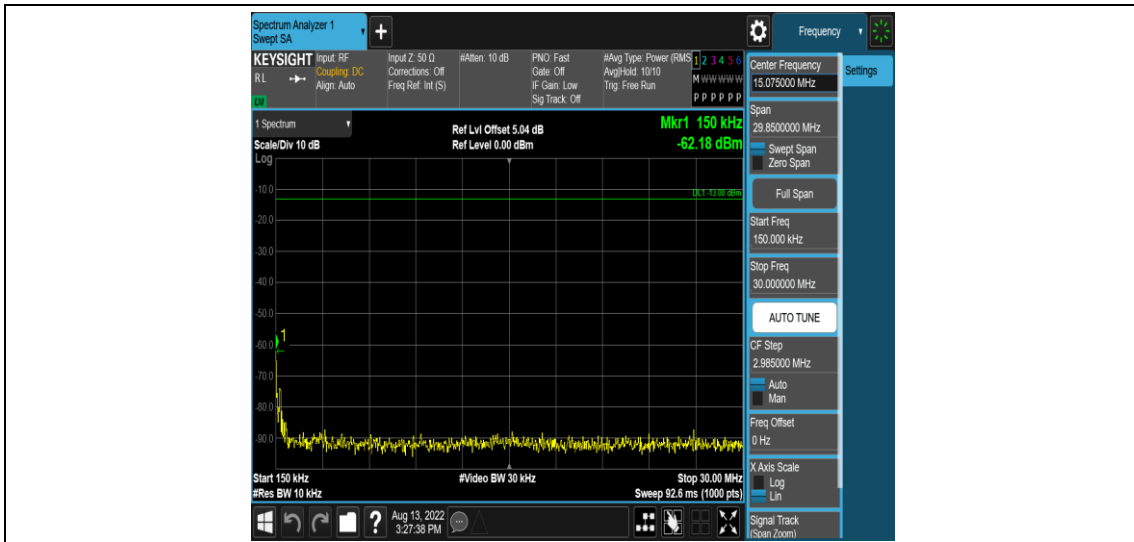 Spectrum Analyzer 1
Swept SA
+
Frequency
KEYSIGHT
RL
LXI
Input: RF
Coupling: DC
Align: Auto
Input Z: 50 Ω
Corrections: Off
Freq Ref: Int (S)
#Atten: 10 dB
PNO: Fast
Gate: Off
IF Gain: Low
Sig Track: Off
#Avg Type: Power (RMS
Avg|Hold: 10/10
Trig: Free Run
1 2 3 4 5 6
M W W W W W
P P P P P P
1 Spectrum
Scale/Div 10 dB
Log
Ref Lvl Offset 5.04 dB
Ref Level 0.00 dBm
Mkr1 150 kHz
-62.18 dBm
DL1 -13.00 dBm
-10.0
-20.0
-30.0
-40.0
-50.0
-60.0
-70.0
-80.0
-90.0
1
Start 150 kHz
#Res BW 10 kHz
#Video BW 30 kHz
Stop 30.00 MHz
Sweep 92.6 ms (1000 pts)
?
Aug 13, 2022
3:27:38 PM
Center Frequency
15.075000 MHz
Settings
Span
29.8500000 MHz
Swept Span
Zero Span
Full Span
Start Freq
150.000 kHz
Stop Freq
30.000000 MHz
AUTO TUNE
CF Step
2.985000 MHz
Auto
Man
Freq Offset
0 Hz
X Axis Scale
Log
Lin
Signal Track
(Span Zoom)